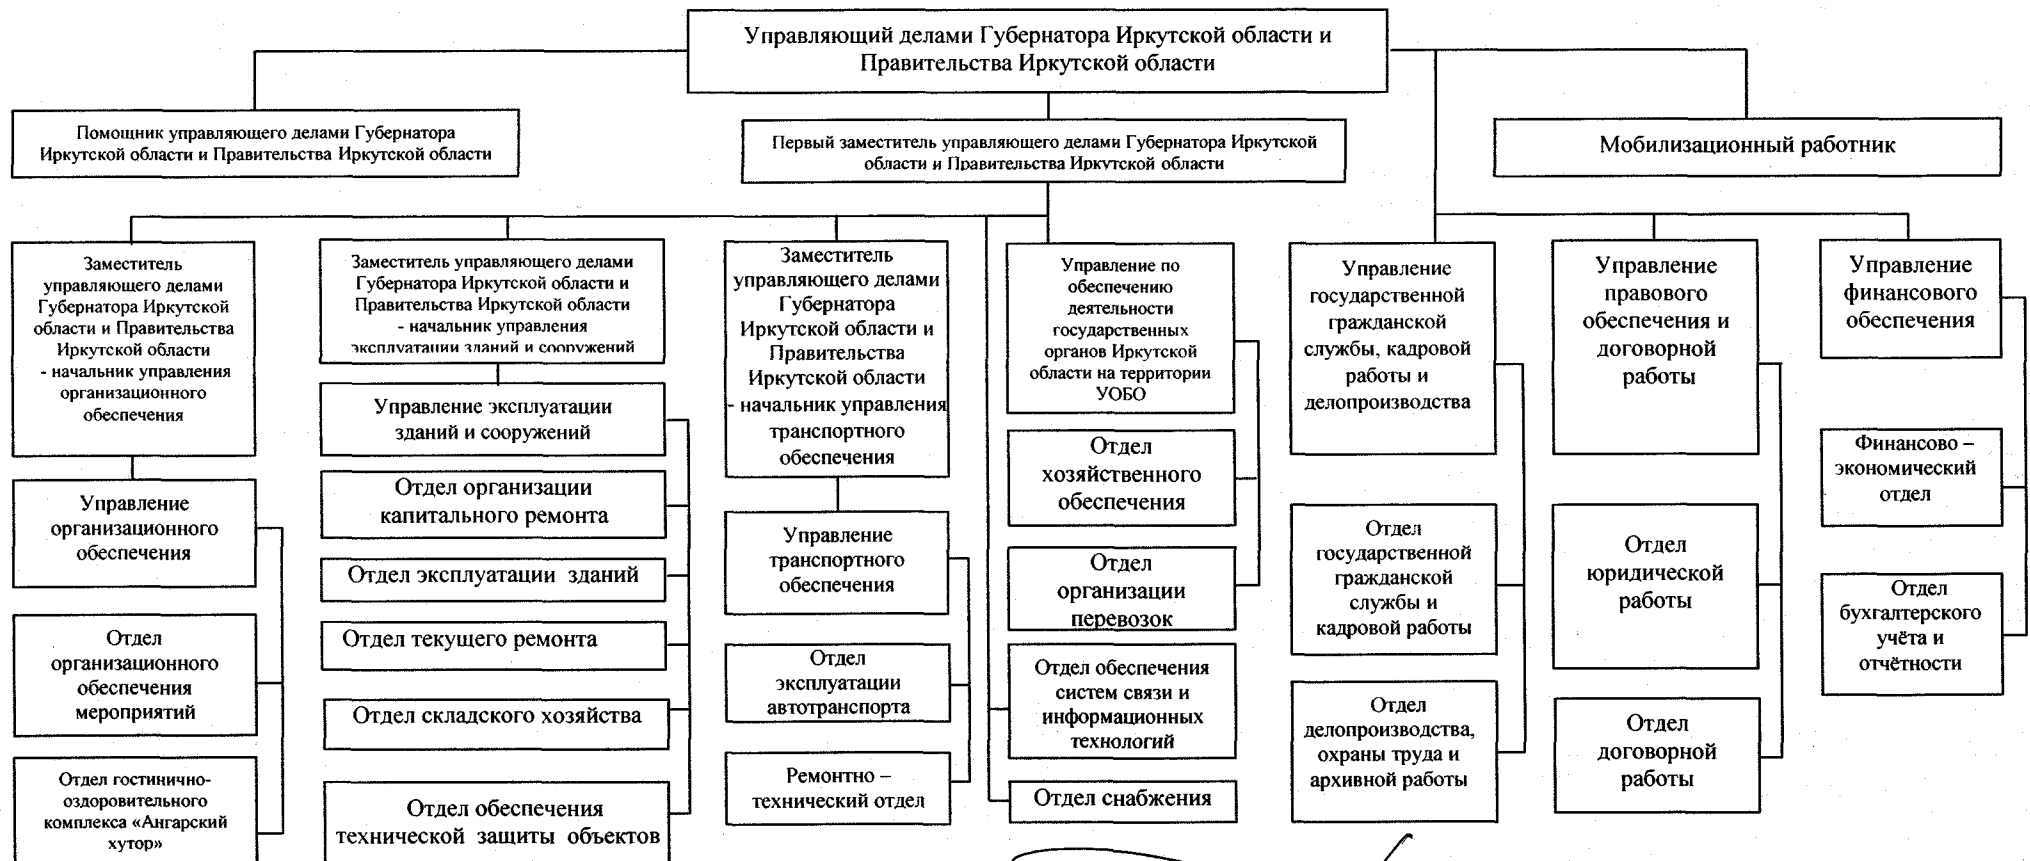 Управляющий делами Губернатора Иркутской области и
Правительства Иркутской области
Помощник управляющего делами Губернатора
Иркутской области и Правительства Иркутской области
Первый заместитель управляющего делами Губернатора Иркутской
области и Правительства Иркутской области
Мобилизационный работник
Заместитель
управляющего делами
Губернатора Иркутской
области и Правительства
Иркутской области
- начальник управления
организационного
обеспечения
Управление
организационного
обеспечения
Отдел
организационного
обеспечения
мероприятий
Отдел гостинично-
оздоровительного
комплекса «Ангарский
хутор»
Заместитель управляющего делами
Губернатора Иркутской области и
Правительства Иркутской области
- начальник управления
эксплуатации зданий и сооружений
Управление эксплуатации
зданий и сооружений
Отдел организации
капитального ремонта
Отдел эксплуатации зданий
Отдел текущего ремонта
Отдел складского хозяйства
Отдел обеспечения
технической защиты объектов
Заместитель
управляющего делами
Губернатора
Иркутской области и
Правительства
Иркутской области
- начальник управления
транспортного
обеспечения
Управление
транспортного
обеспечения
Отдел
эксплуатации
автотранспорта
Ремонтно –
технический отдел
Управление по
обеспечению
деятельности
государственных
органов Иркутской
области на территории
УОБО
Отдел
хозяйственного
обеспечения
Отдел
организации
перевозок
Отдел обеспечения
систем связи и
информационных
технологий
Отдел снабжения
Управление
государственной
гражданской
службы, кадровой
работы и
делопроизводства
Отдел
государственной
гражданской
службы и
кадровой работы
Отдел
делопроизводства,
охраны труда и
архивной работы
Управление
правового
обеспечения и
договорной
работы
Отдел
юридической
работы
Отдел
договорной
работы
Управление
финансового
обеспечения
Финансово –
экономический
отдел
Отдел
бухгалтерского
учёта и
отчётности